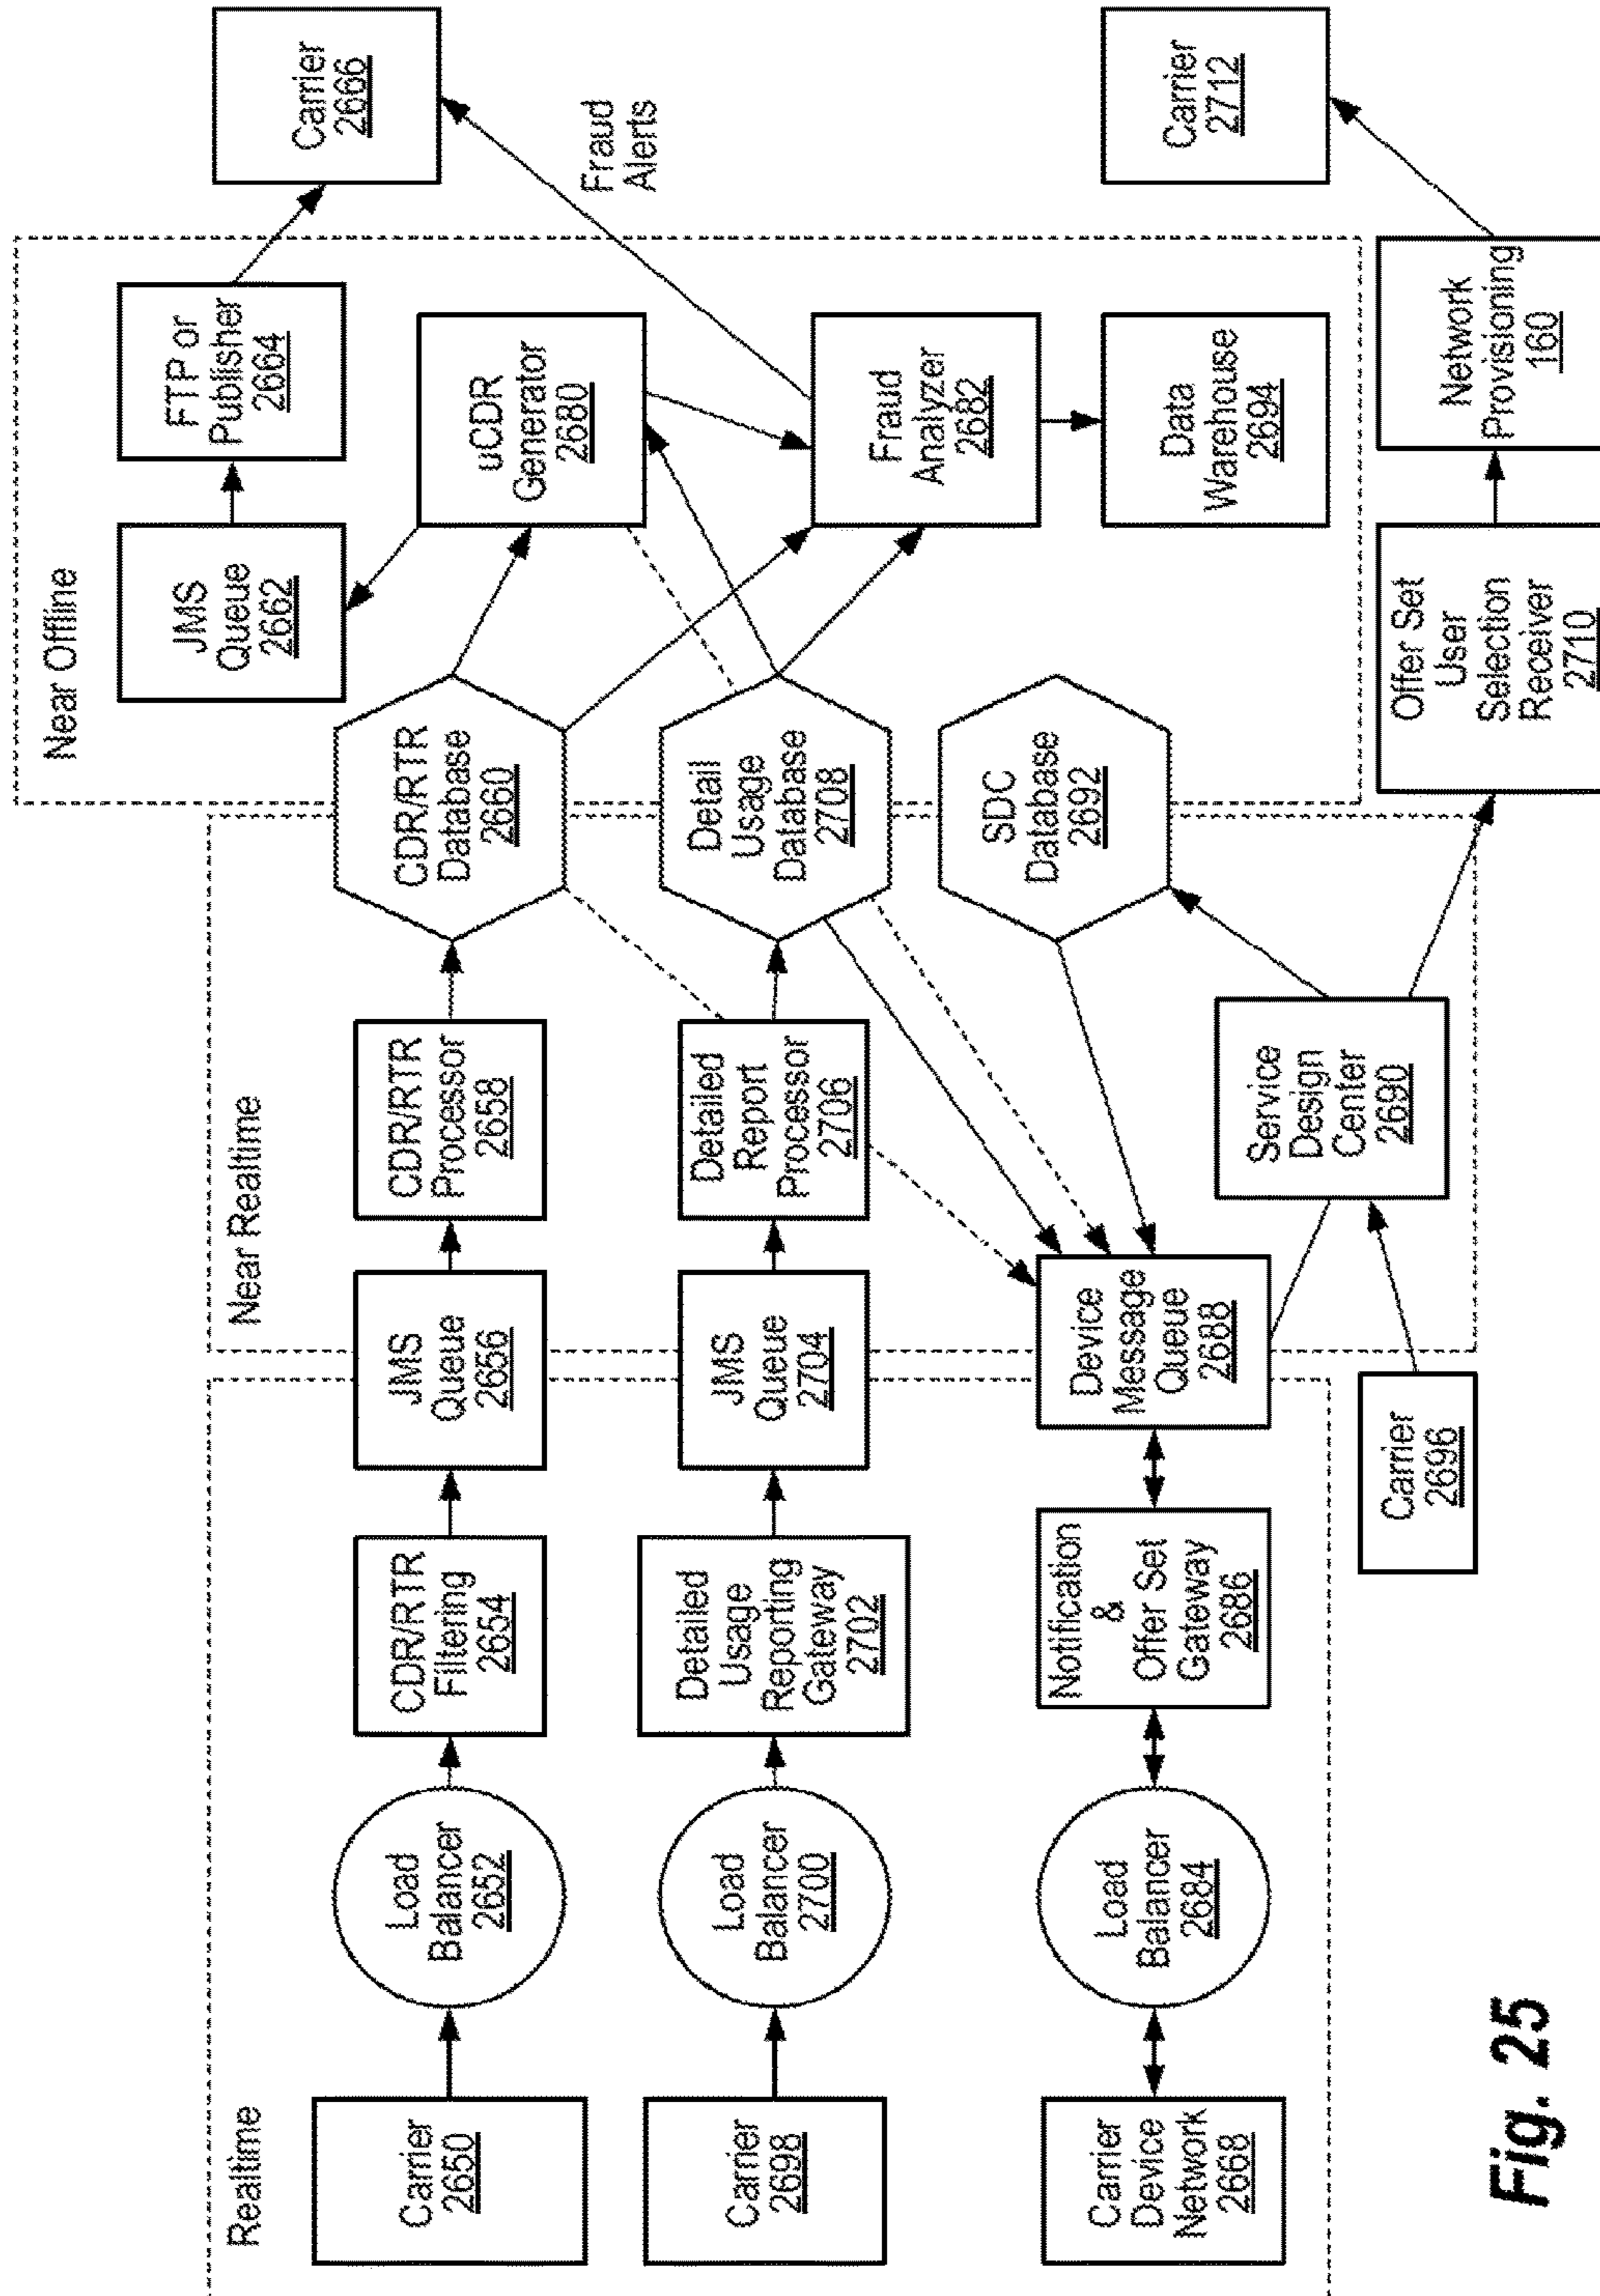 Realtime
Near Realtime
Near Offline
Carrier
2650
Load
Balancer
2652
CDR/RTR
Filtering
2654
JMS
Queue
2656
CDR/RTR
Processor
2658
CDR/RTR
Database
2660
JMS
Queue
2662
FTP or
Publisher
2664
Carrier
2666
uCDR
Generator
2680
Fraud
Alerts
Carrier
2698
Load
Balancer
2700
Detailed
Usage
Reporting
Gateway
2702
JMS
Queue
2704
Detailed
Report
Processor
2706
Detail
Usage
Database
2708
Fraud
Analyzer
2682
Carrier
Device
Network
2668
Load
Balancer
2684
Notification
&
Offer Set
Gateway
2686
Device
Message
Queue
2688
SDC
Database
2692
Data
Warehouse
2694
Carrier
2712
Carrier
2696
Service
Design
Center
2690
Offer Set
User
Selection
Receiver
2710
Network
Provisioning
160
Fig. 25